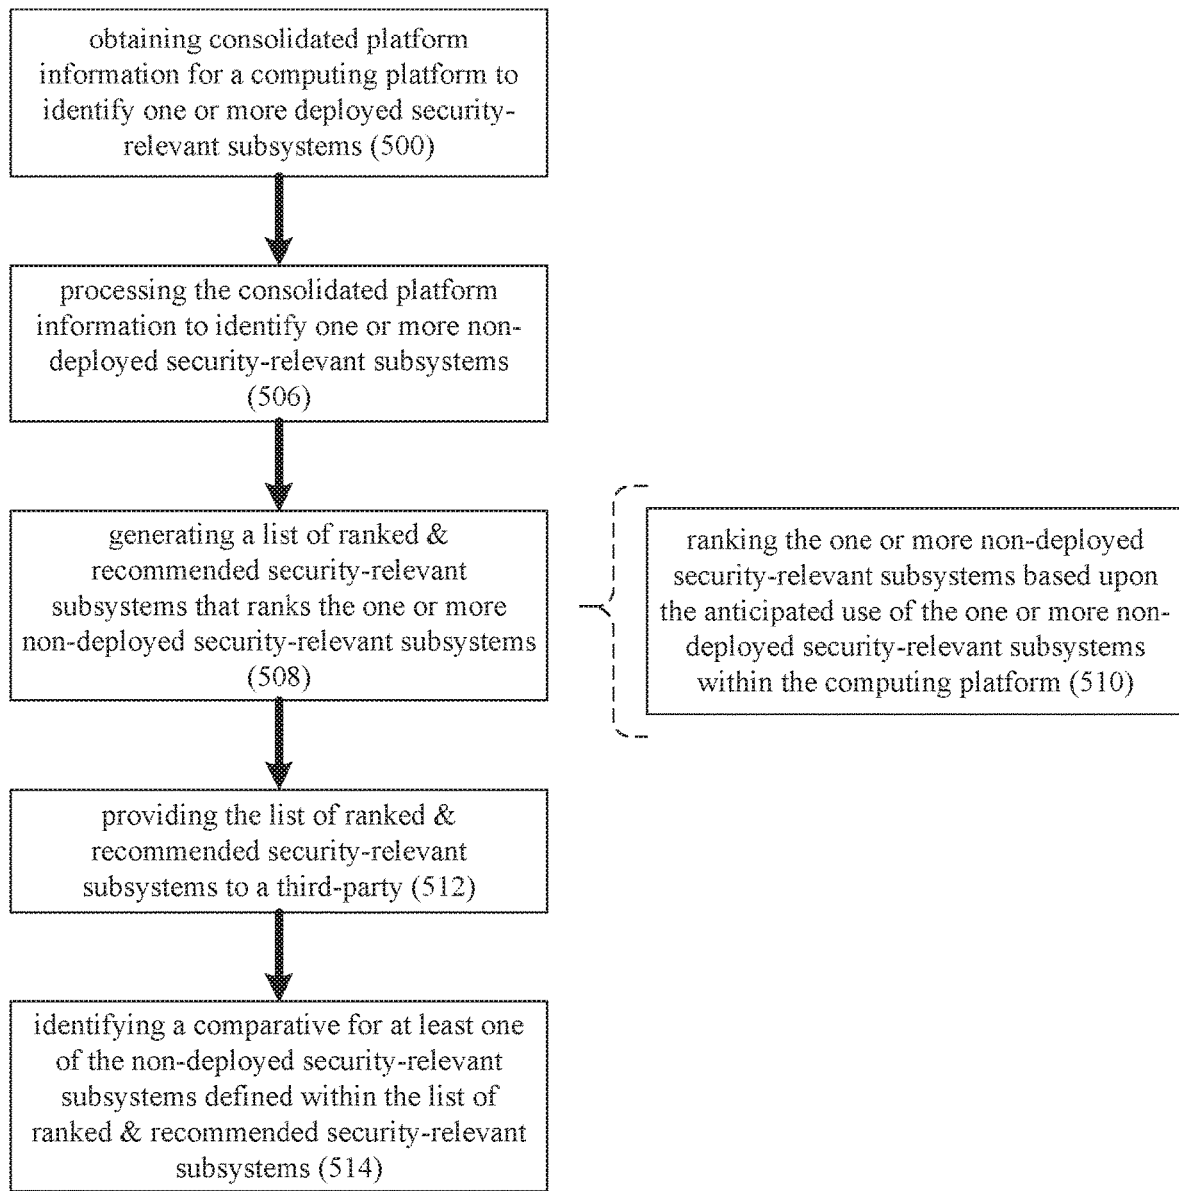 obtaining consolidated platform
information for a computing platform to
identify one or more deployed security-
relevant subsystems (500)
processing the consolidated platform
information to identify one or more non-
deployed security-relevant subsystems
(506)
generating a list of ranked &
recommended security-relevant
subsystems that ranks the one or more
non-deployed security-relevant subsystems
(508)
ranking the one or more non-deployed
security-relevant subsystems based upon
the anticipated use of the one or more non-
deployed security-relevant subsystems
within the computing platform (510)
providing the list of ranked &
recommended security-relevant
subsystems to a third-party (512)
identifying a comparative for at least one
of the non-deployed security-relevant
subsystems defined within the list of
ranked & recommended security-relevant
subsystems (514)